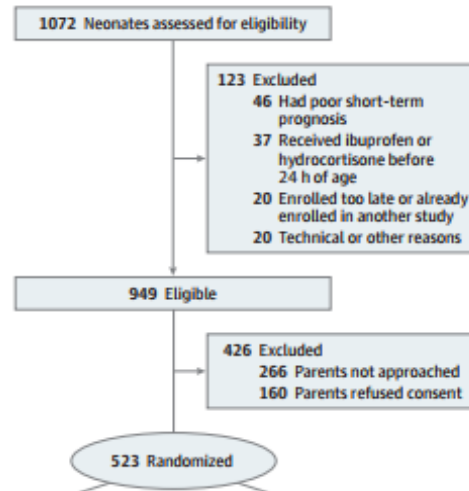 1072 Neonates assessed for eligibility
123 Excluded
46 Had poor short-term
prognosis
37 Received ibuprofen or
hydrocortisone before
24 h of age
20 Enrolled too late or already
enrolled in another study
20 Technical or other reasons
949 Eligible
426 Excluded
266 Parents not approached
160 Parents refused consent
523 Randomized